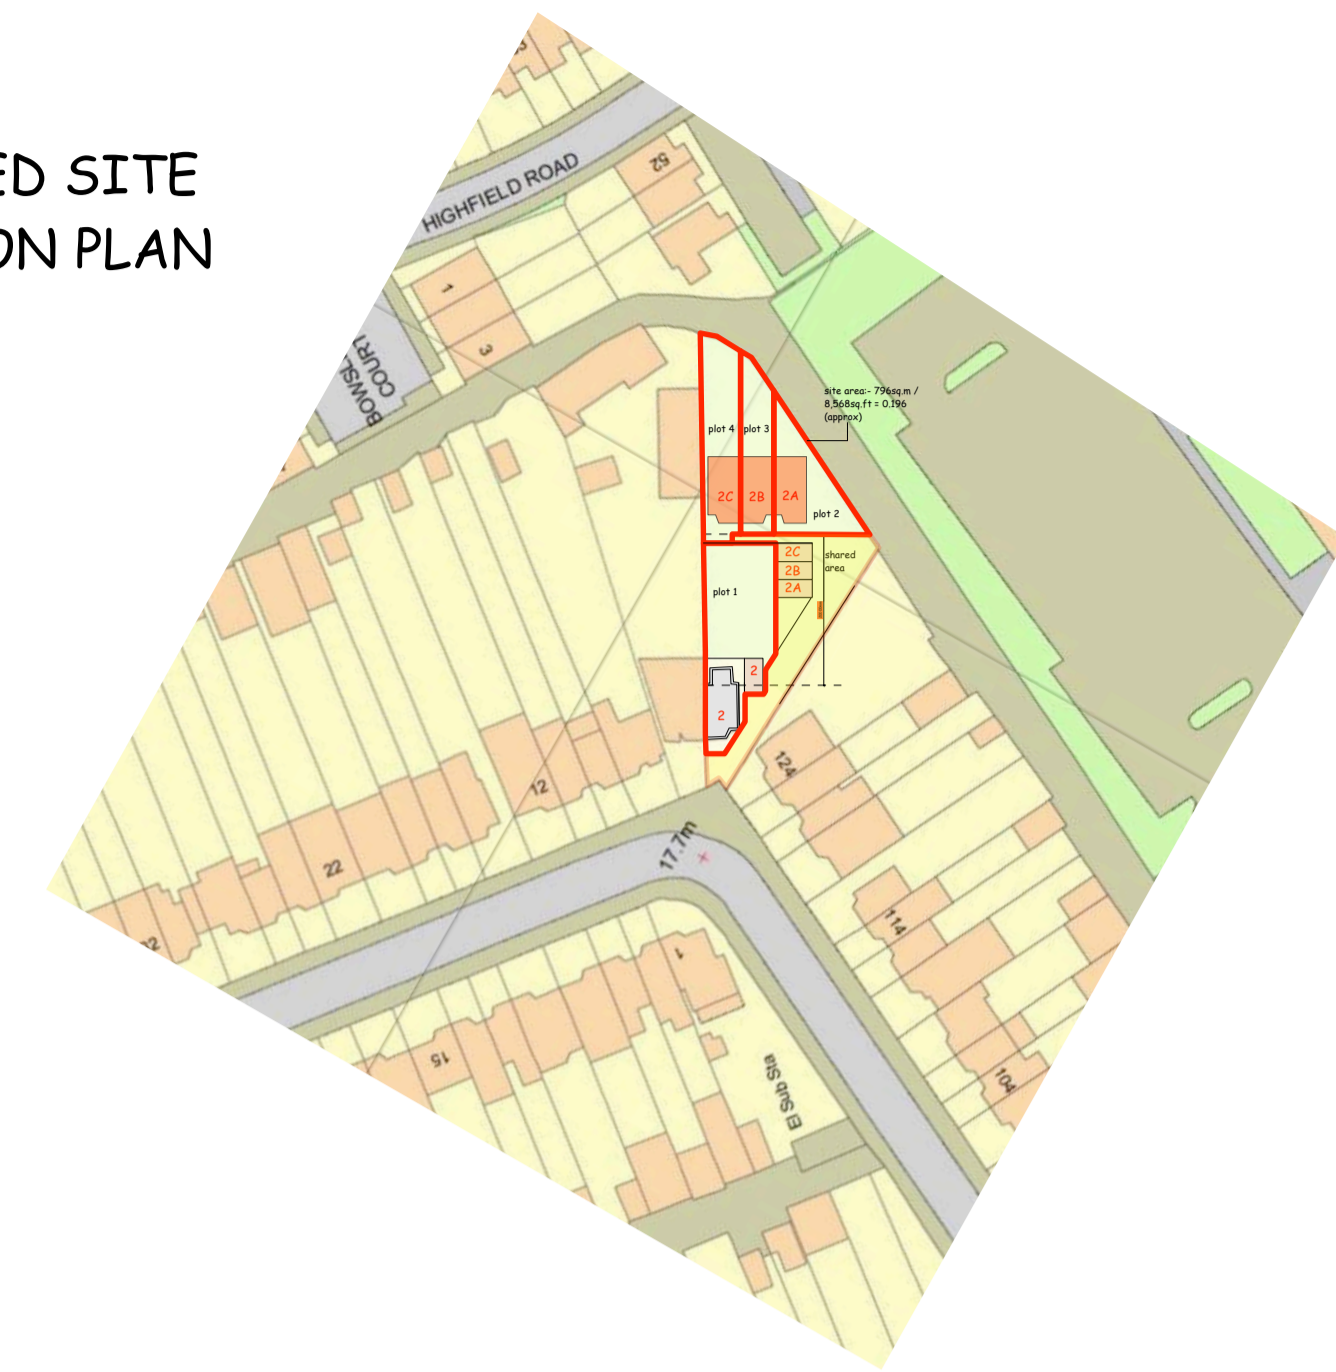 ED SITE
ON PLAN
HIGHFIELD ROAD
52
1
3
COURT
site area:- 796sq.m /
8,568sq.ft = 0.196
(approx)
plot 4
plot 3
2C
2B
2A
plot 2
2C
2B
2A
shared
area
plot 1
2
2
124
12
22
17.7m
114
1
15
El Sub Sta
104